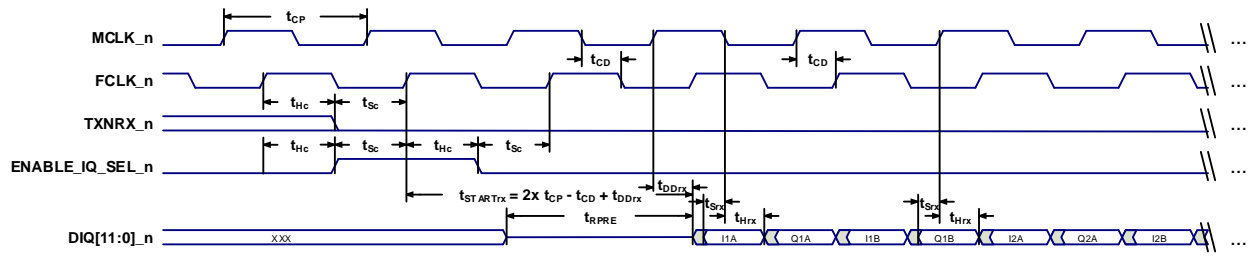 tCP
MCLK_n
...
tCD
tCD
FCLK_n
...
tHc
tSc
TXNRX_n
...
tHc
tSc
tHc
tSc
ENABLE_IQ_SEL_n
...
tSTARTrx = 2x tCP - tCD + tDDrx
tDDrx
tSrx
tSrx
tRPRE
tHrx
tHrx
DIQ[11:0]_n
XXX
I1A
Q1A
I1B
Q1B
I2A
Q2A
I2B
...